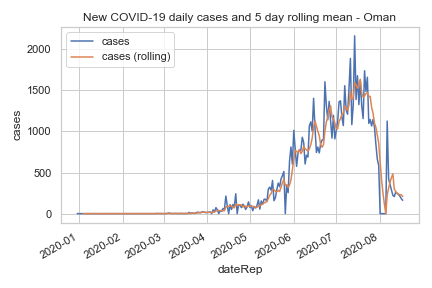 New COVID-19 daily cases and 5 day rolling mean - Oman
cases
cases (rolling)
2000
1500
1000
500
0
cases
2020-01
2020-02
2020-03
2020-04
2020-05
2020-06
2020-07
2020-08
dateRep